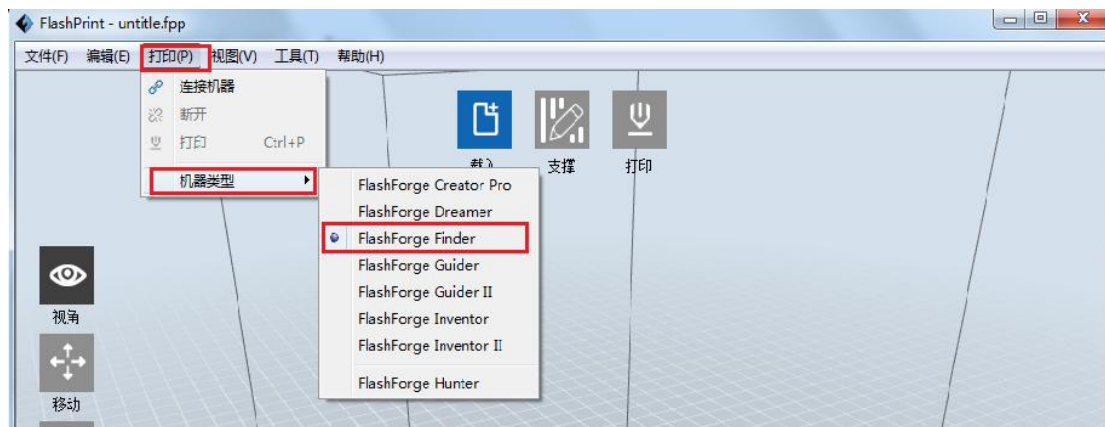 FlashPrint - untitle.fpp
文件(F) 编辑(E) 打印(P) 视图(V) 工具(T) 帮助(H)
连接机器
断开
打印 Ctrl+P
机器类型
载入 支撑 打印
FlashForge Creator Pro
FlashForge Dreamer
FlashForge Finder
FlashForge Guider
FlashForge Guider II
FlashForge Inventor
FlashForge Inventor II
FlashForge Hunter
视角
移动